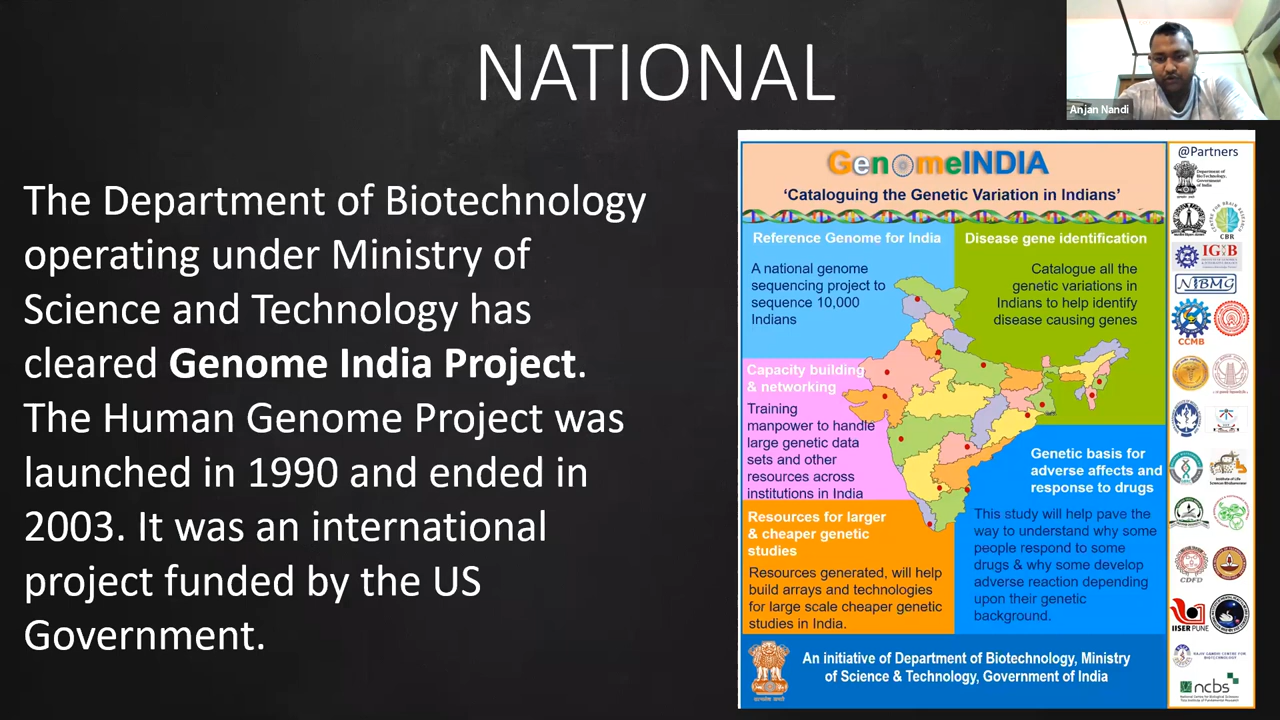 NATIONAL
Anjan Nandi
The Department of Biotechnology
operating under Ministry of
Science and Technology has
cleared Genome India Project.
The Human Genome Project was
launched in 1990 and ended in
2003. It was an international
project funded by the US
Government.
GenomeINDIA
'Cataloguing the Genetic Variation in Indians'
Reference Genome for India
A national genome
sequencing project to
sequence 10,000
Indians
Disease gene identification
Catalogue all the
genetic variations in
Indians to help identify
disease causing genes
Capacity building
& networking
Training
manpower to handle
large genetic data
sets and other
resources across
institutions in India
Genetic basis for
adverse affects and
response to drugs
This study will help pave the
way to understand why some
people respond to some
drugs & why some develop
adverse reaction depending
upon their genetic
background.
Resources for larger
& cheaper genetic
studies
Resources generated, will help
build arrays and technologies
for large scale cheaper genetic
studies in India.
An initiative of Department of Biotechnology, Ministry
of Science & Technology, Government of India
@Partners
CBR
IGIB
NIBMG
CCMB
CDFD
IISER PUNE
ncbs